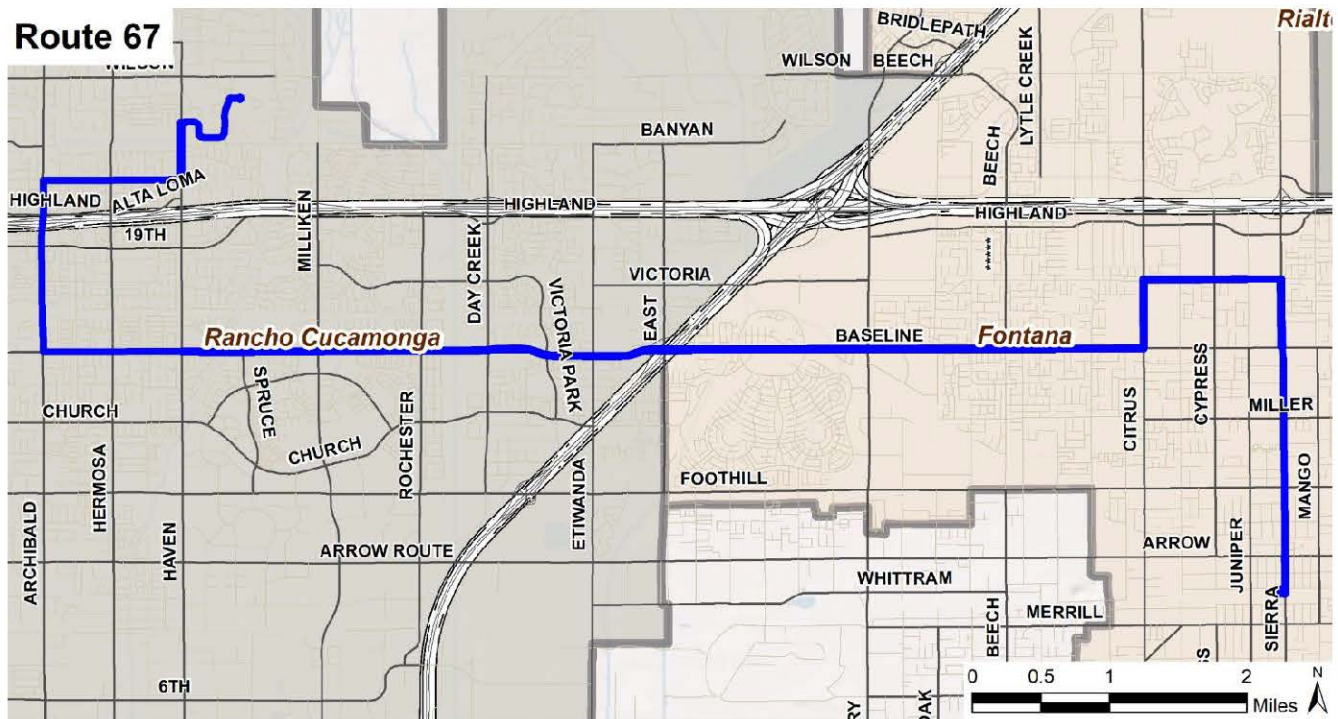 Route 67
Rialto
BRIDLEPATH
WILSON
WILSON
BEECH
LYTLE CREEK
BANYAN
BEECH
HIGHLAND
ALTA LOMA
HIGHLAND
HIGHLAND
19TH
MILLIKEN
DAY CREEK
VICTORIA
VICTORIA PARK
EAST
Rancho Cucamonga
BASELINE
Fontana
SPRUCE
CHURCH
CHURCH
ROCHESTER
CITRUS
CYPRESS
MILLER
MANGO
FOOTHILL
ARCHIBALD
HERMOSA
HAVEN
ETIWANDA
ARROW ROUTE
ARROW
JUNIPER
WHITTRAM
BEECH
MERRILL
SIERRA
6TH
0 0.5 1 2
Miles
N